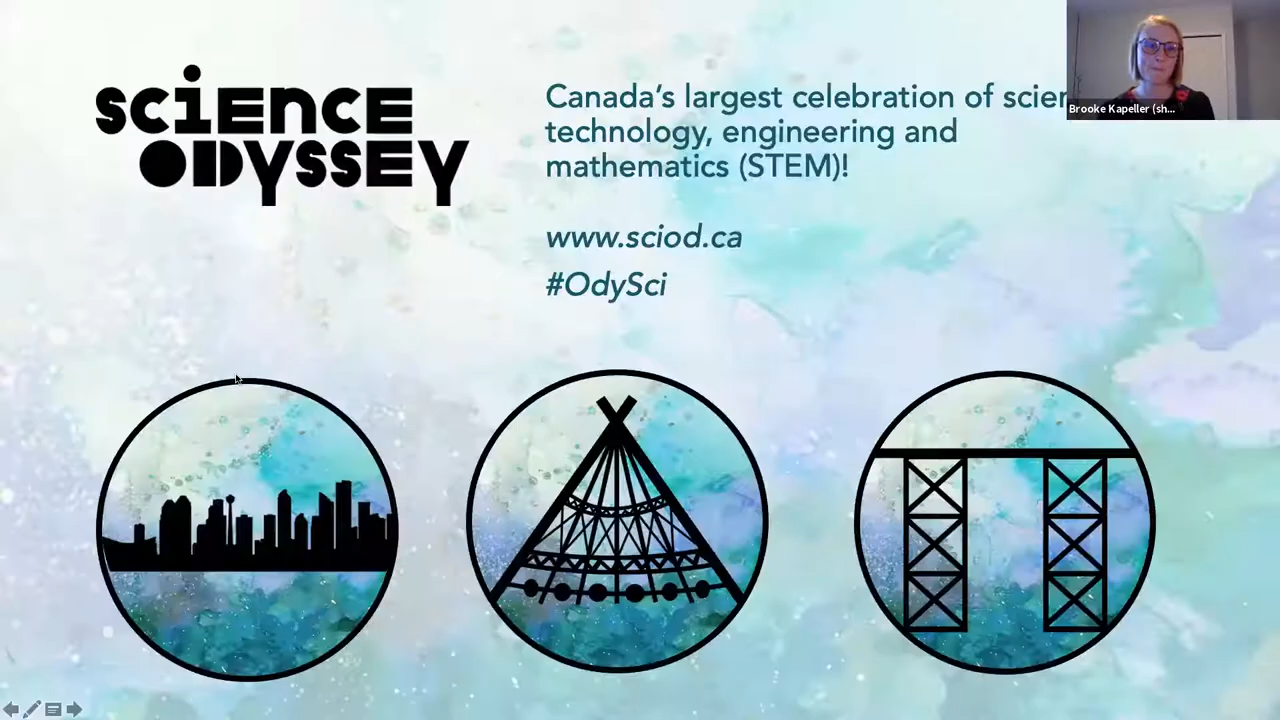 SCIENCE
ODYSSEY
Canada's largest celebration of scien
technology, engineering and
mathematics (STEM)!
www.sciod.ca
#OdySci
Brooke Kapeller (sh...